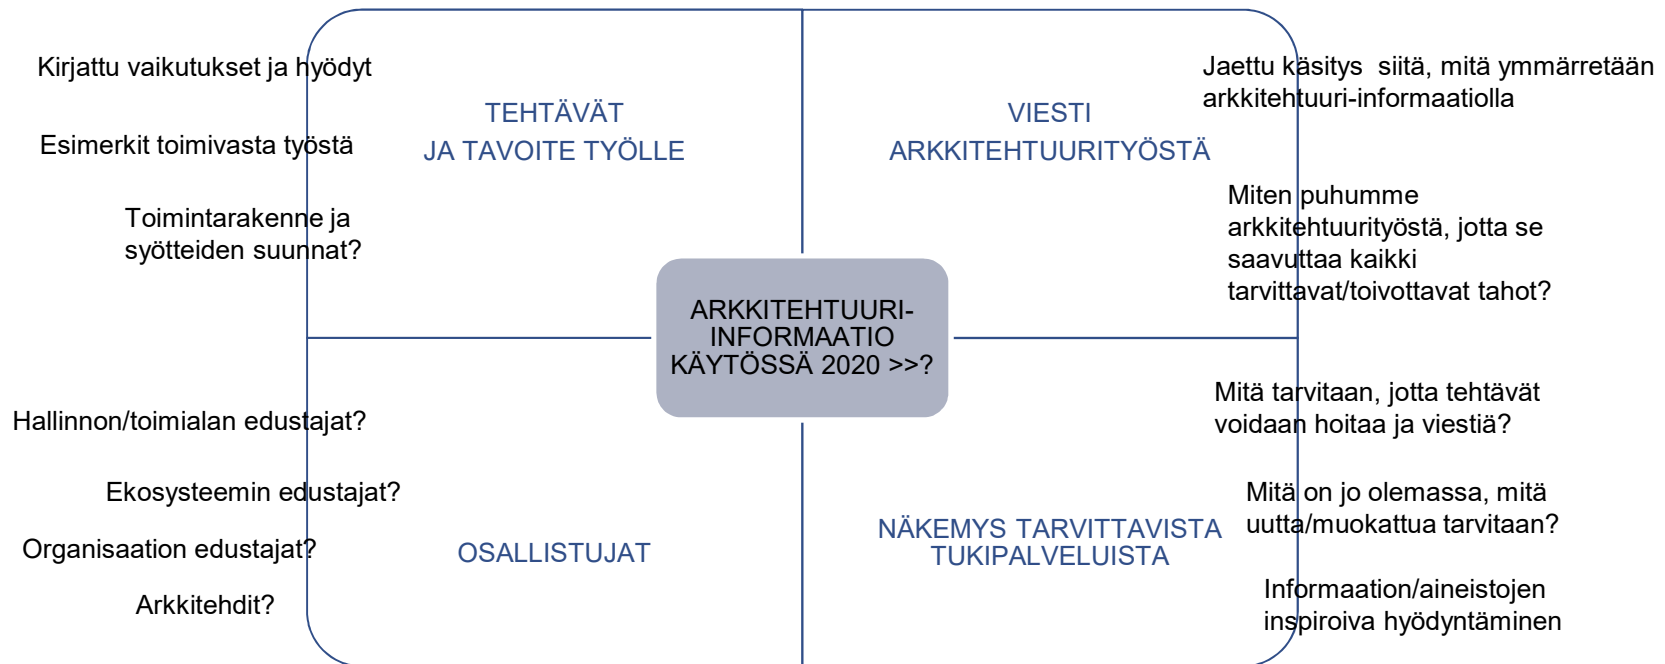 Kirjattu vaikutukset ja hyödyt
Esimerkit toimivasta työstä
Toimintarakenne ja
syötteiden suunnat?
TEHTÄVÄT
JA TAVOITE TYÖLLE
VIESTI
ARKKITEHTUURITYÖSTÄ
Jaettu käsitys siitä, mitä ymmärretään
arkkitehtuuri-informaatiolla
Miten puhumme
arkkitehtuurityöstä, jotta se
saavuttaa kaikki
tarvittavat/toivottavat tahot?
ARKKITEHTUURI-
INFORMAATIO
KÄYTÖSSÄ 2020 >>?
Hallinnon/toimialan edustajat?
Ekosysteemin edustajat?
Organisaation edustajat?
Arkkitehdit?
OSALLISTUJAT
NÄKEMYS TARVITTAVISTA
TUKIPALVELUISTA
Mitä tarvitaan, jotta tehtävät
voidaan hoitaa ja viestiä?
Mitä on jo olemassa, mitä
uutta/muokattua tarvitaan?
Informaation/aineistojen
inspiroiva hyödyntäminen